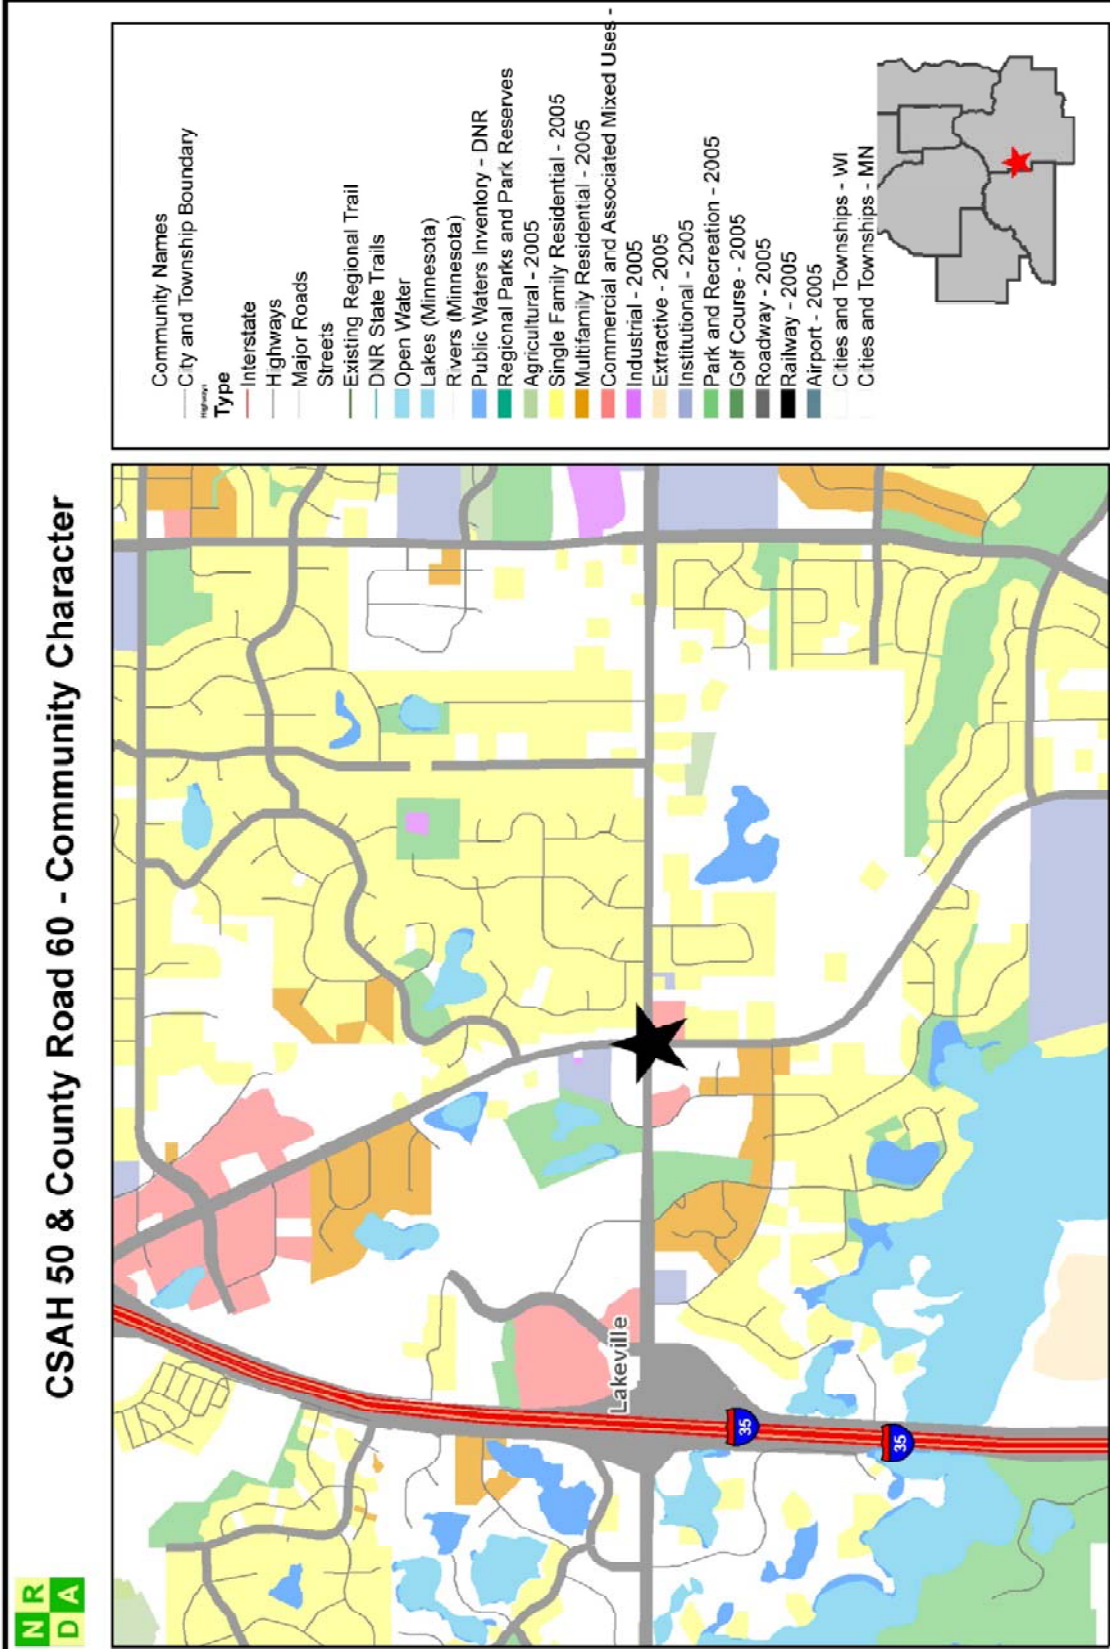 CSAH 50 & County Road 60 - Community Character
N R
D A
Lakeville
35
35
Community Names
City and Township Boundary
Highways
Type
Interstate
Highways
Major Roads
Streets
Existing Regional Trail
DNR State Trails
Open Water
Lakes (Minnesota)
Rivers (Minnesota)
Public Waters Inventory - DNR
Regional Parks and Park Reserves
Agricultural - 2005
Single Family Residential - 2005
Multifamily Residential - 2005
Commercial and Associated Mixed Uses -
Industrial - 2005
Extractive - 2005
Institutional - 2005
Park and Recreation - 2005
Golf Course - 2005
Roadway - 2005
Railway - 2005
Airport - 2005
Cities and Townships - WI
Cities and Townships - MN